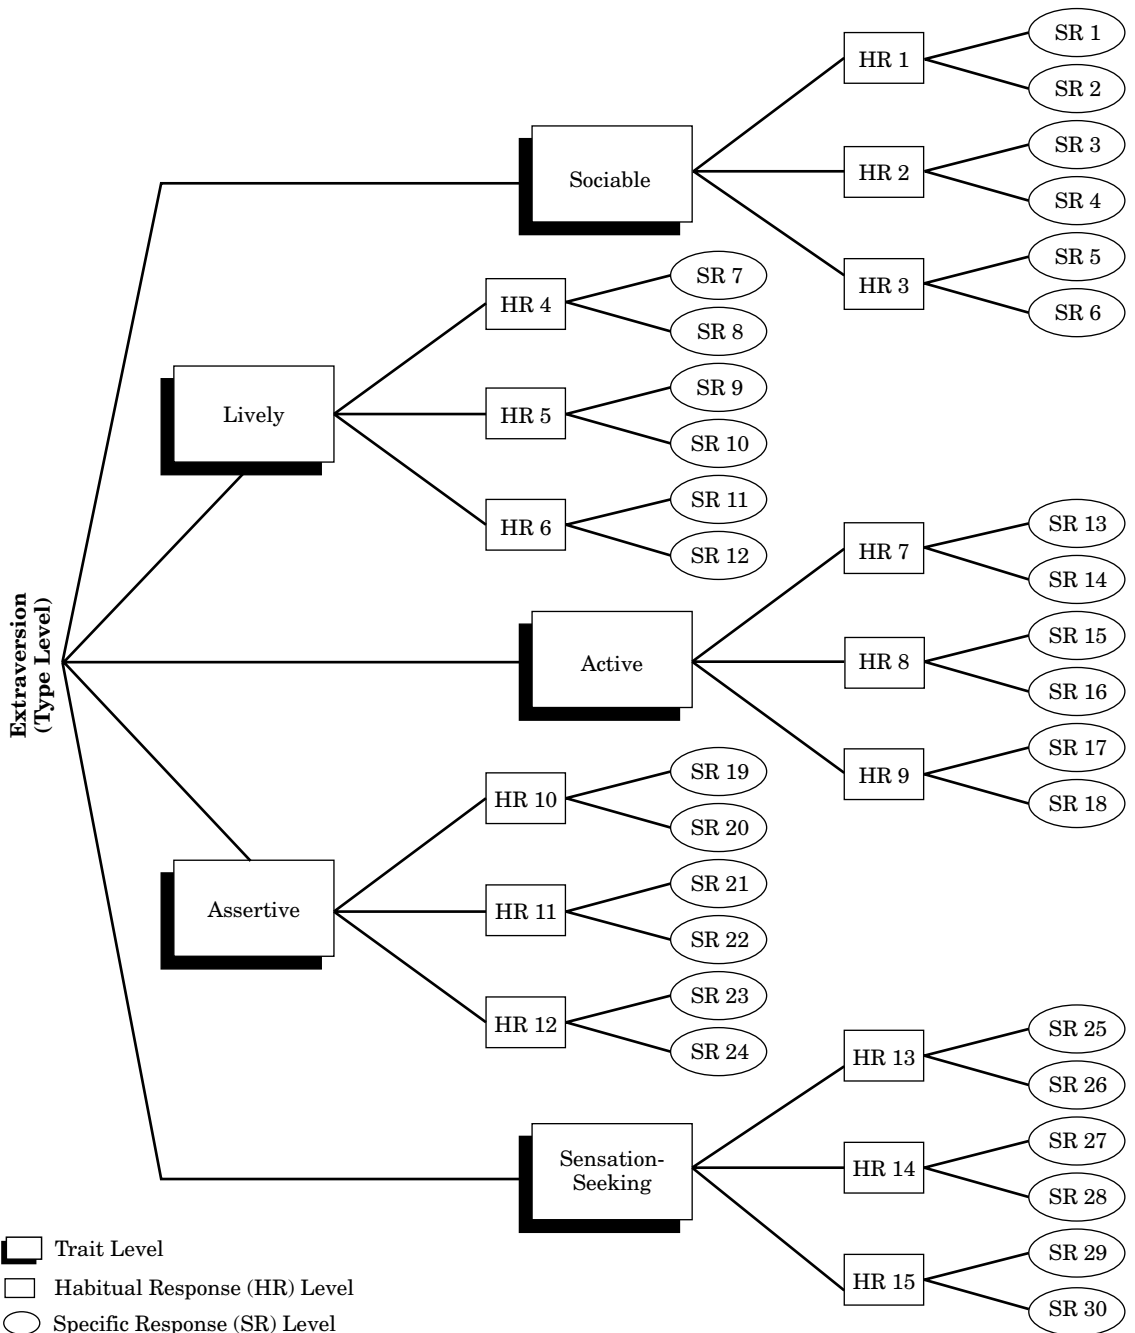 SR 1
HR 1
SR 2
SR 3
Sociable
HR 2
SR 4
SR 5
HR 3
SR 6
SR 7
HR 4
SR 8
SR 9
Lively
HR 5
SR 10
SR 11
HR 6
SR 12
SR 13
HR 7
SR 14
Extraversion
(Type Level)
SR 15
Active
HR 8
SR 16
SR 17
HR 9
SR 18
SR 19
HR 10
SR 20
SR 21
Assertive
HR 11
SR 22
SR 23
HR 12
SR 24
SR 25
HR 13
SR 26
SR 27
Sensation-
Seeking
HR 14
SR 28
SR 29
HR 15
SR 30
Trait Level
Habitual Response (HR) Level
Specific Response (SR) Level